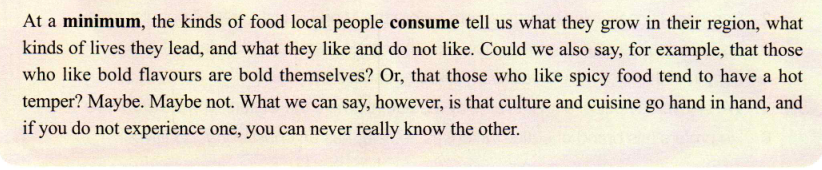 At a minimum, the kinds of food local people consume tell us what they grow in their region, what
kinds of lives they lead, and what they like and do not like. Could we also say, for example, that those
who like bold flavours are bold themselves? Or, that those who like spicy food tend to have a hot
temper? Maybe. Maybe not. What we can say, however, is that culture and cuisine go hand in hand, and
if you do not experience one, you can never really know the other.